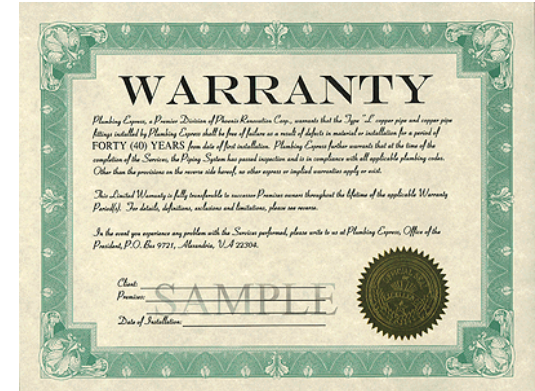 WARRANTY
Plumbing Express, a Premier Division of Phoenix Renovation Corp., warrants that the Type "L" copper pipe and copper pipe
fittings installed by Plumbing Express shall be free of failure as a result of defects in material or installation for a period of
FORTY (40) YEARS from date of first installation. Plumbing Express further warrants that at the time of the
completion of the Services, the Piping System has passed inspection and is in compliance with all applicable plumbing codes.
Other than the provisions on the reverse side hereof, no other express or implied warranties apply or exist.
This Limited Warranty is fully transferable to successive Premises owners throughout the lifetime of the applicable Warranty
Period(s). For details, definitions, exclusions and limitations, please see reverse.
In the event you experience any problem with the Services performed, please write to us at Plumbing Express, Office of the
President, P.O. Box 9721, Alexandria, VA 22304.
Client:
Premises:
SAMPLE
Date of Installation:
OFFICIAL SEAL
EXCELLENCE